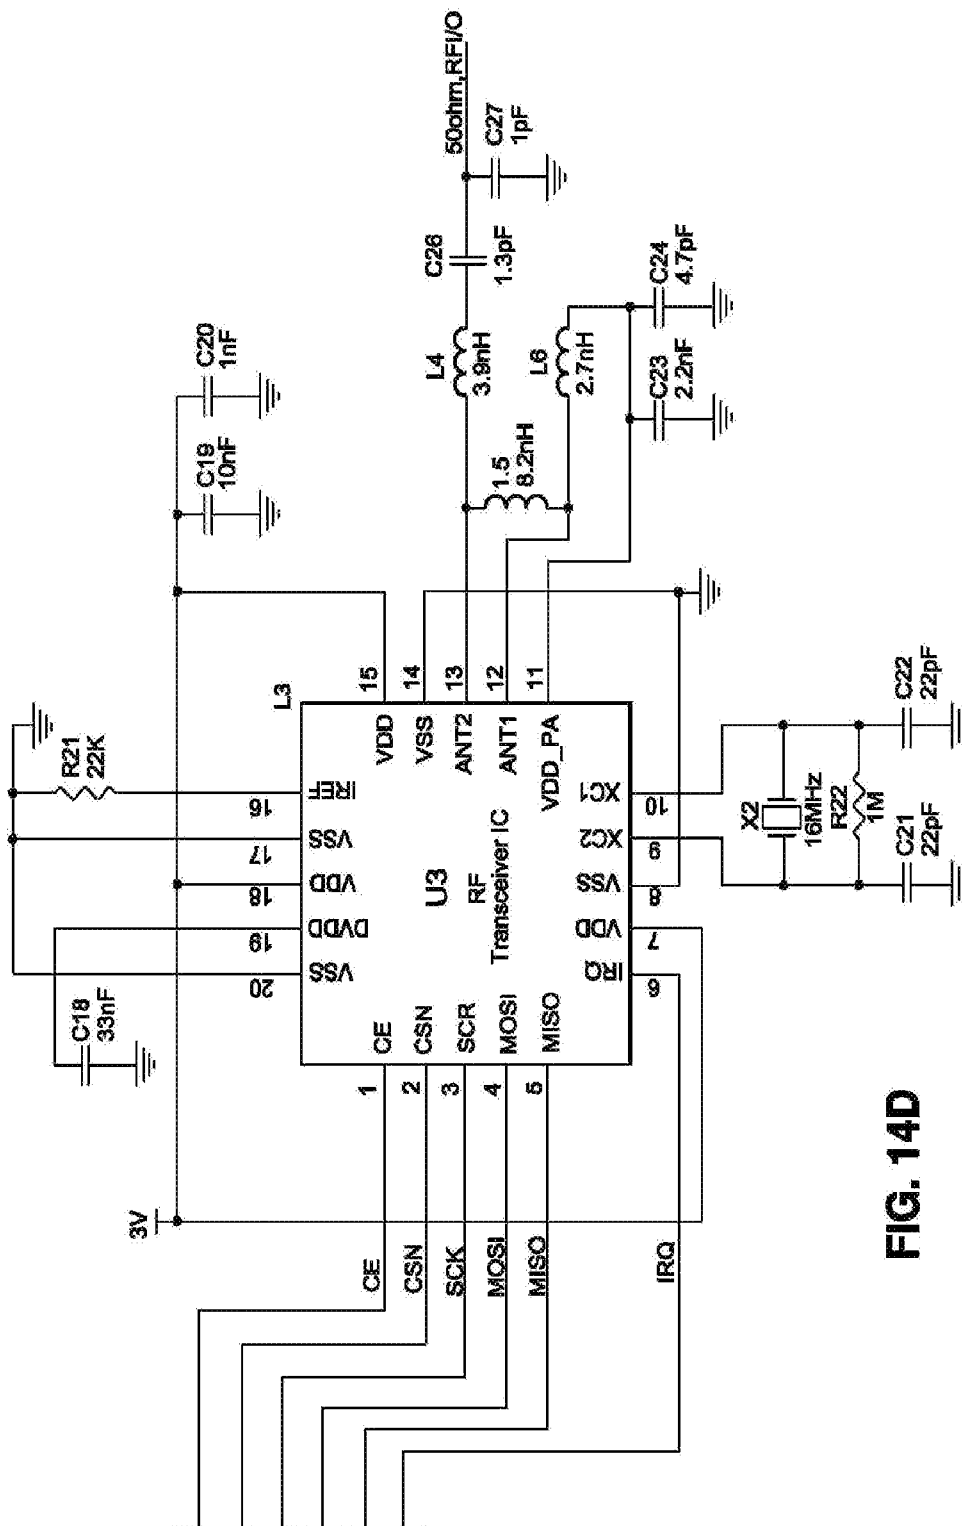 50ohm,RFI/O
C27
1pF
C26
1.3pF
C24
4.7pF
C20
1nF
L4
3.9nH
L6
2.7nH
C23
2.2nF
C19
10nF
1.5
8.2nH
L3
15
14
13
12
11
VDD
VSS
ANT2
ANT1
VDD_PA
R21
22K
16
17
18
19
20
IREF
VSS
VDD
DVDD
VSS
U3
RF
Transceiver IC
XC1
XC2
VSS
VDD
IRQ
10
9
8
7
6
C22
22pF
X2
16MHz
R22
1M
C21
22pF
C18
33nF
CE
CSN
SCR
MOSI
MISO
1
2
3
4
5
3V
CE
CSN
SCK
MOSI
MISO
IRQ
FIG. 14D